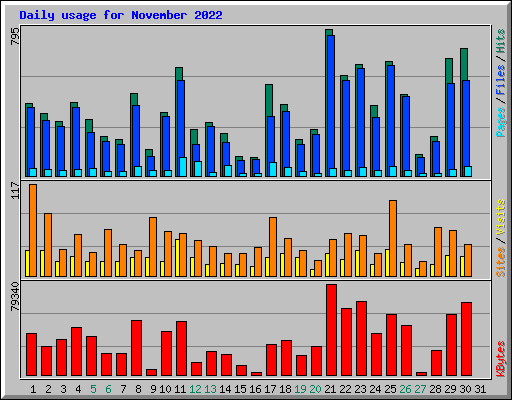 Daily usage for November 2022
795
Pages / Files / Hits
117
Sites / Visits
79340
KBytes
1 2 3 4 5 6 7 8 9 10 11 12 13 14 15 16 17 18 19 20 21 22 23 24 25 26 27 28 29 30 31